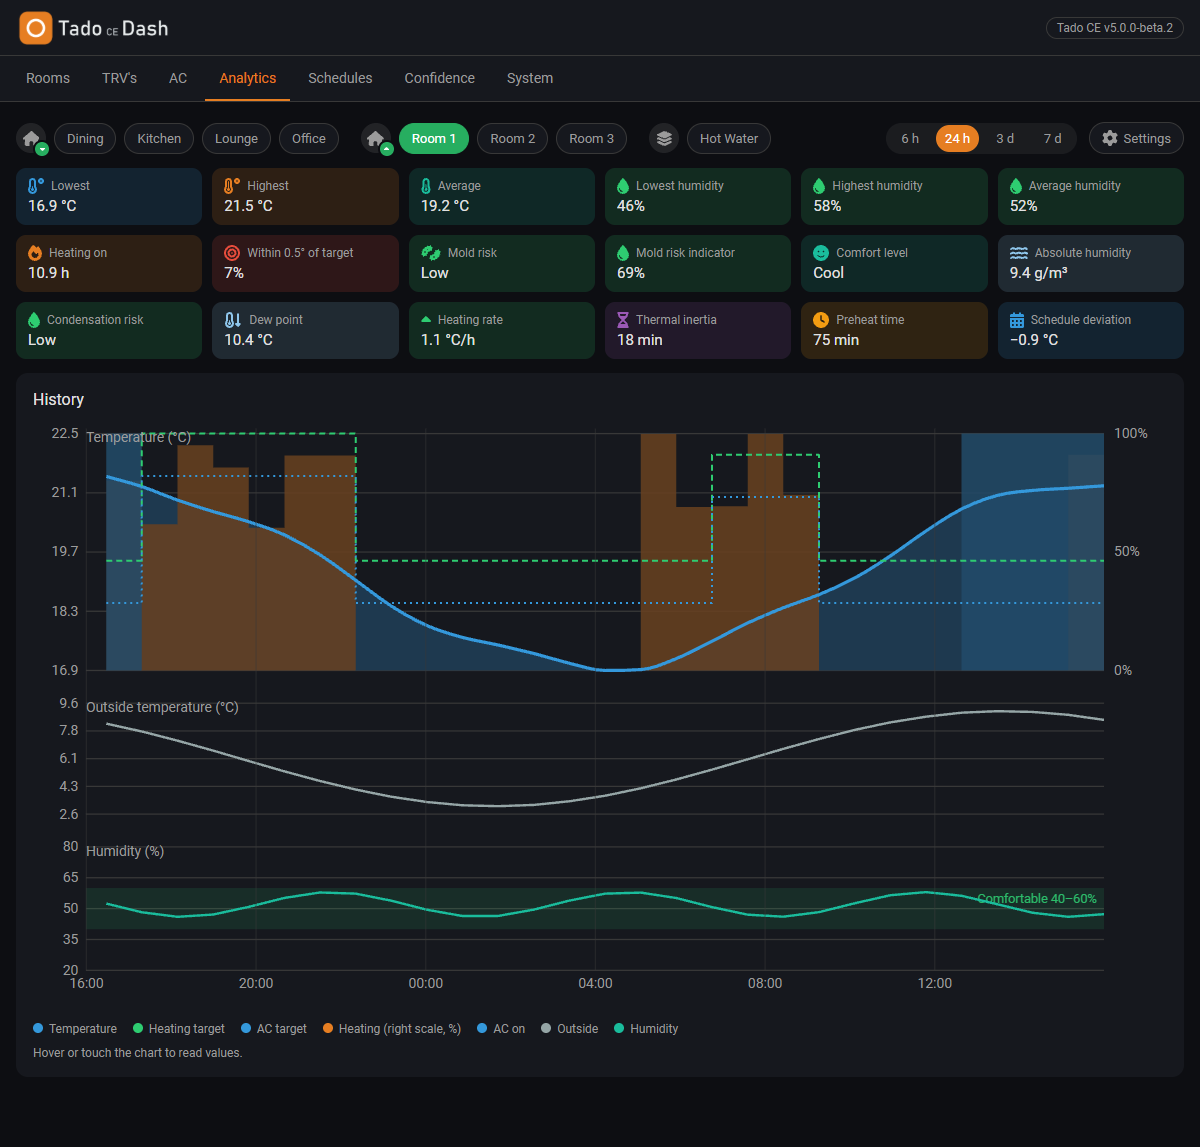 Tado CE Dash
Tado CE v5.0.0-beta.2
Rooms TRV's AC Analytics Schedules Confidence System
Dining Kitchen Lounge Office Room 1 Room 2 Room 3 Hot Water 6 h 24 h 3 d 7 d Settings
Lowest Highest Average Lowest humidity Highest humidity Average humidity
16.9 °C 21.5 °C 19.2 °C 46% 58% 52%
Heating on Within 0.5° of target Mold risk Mold risk indicator Comfort level Absolute humidity
10.9 h 7% Low 69% Cool 9.4 g/m³
Condensation risk Dew point Heating rate Thermal inertia Preheat time Schedule deviation
Low 10.4 °C 1.1 °C/h 18 min 75 min −0.9 °C
History
22.5 Temperature (°C) 100%
21.1
19.7 50%
18.3
16.9 0%
9.6 Outside temperature (°C)
7.8
6.1
4.3
2.6
80 Humidity (%)
65
50 Comfortable 40–60%
35
20
16:00 20:00 00:00 04:00 08:00 12:00
Temperature Heating target AC target Heating (right scale, %) AC on Outside Humidity
Hover or touch the chart to read values.